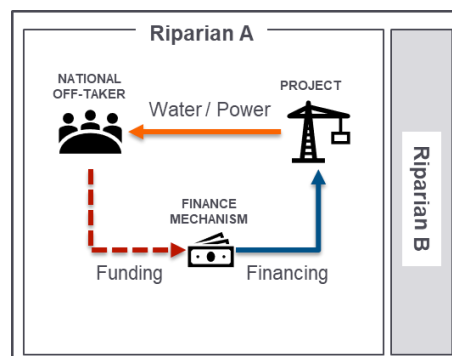 Riparian A
NATIONAL
OFF-TAKER
PROJECT
Water / Power
FINANCE
MECHANISM
Funding
Financing
Riparian B